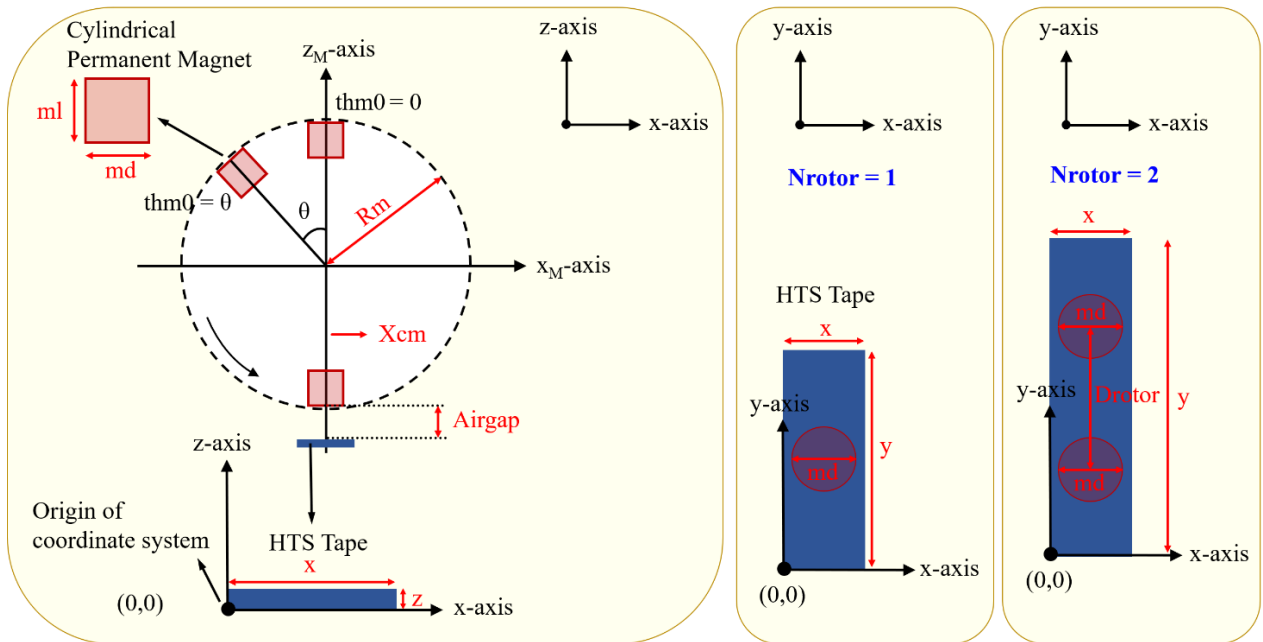 Cylindrical
Permanent Magnet
ml
md
z_M-axis
thm0 = 0
thm0 = θ
θ
Rm
x_M-axis
Xcm
Airgap
z-axis
x-axis
z-axis
Origin of
coordinate system
HTS Tape
x
z
(0,0)
x-axis
y-axis
x-axis
Nrotor = 1
HTS Tape
x
y-axis
md
y
x-axis
(0,0)
y-axis
x-axis
Nrotor = 2
x
md
y-axis
Drotor
y
md
x-axis
(0,0)